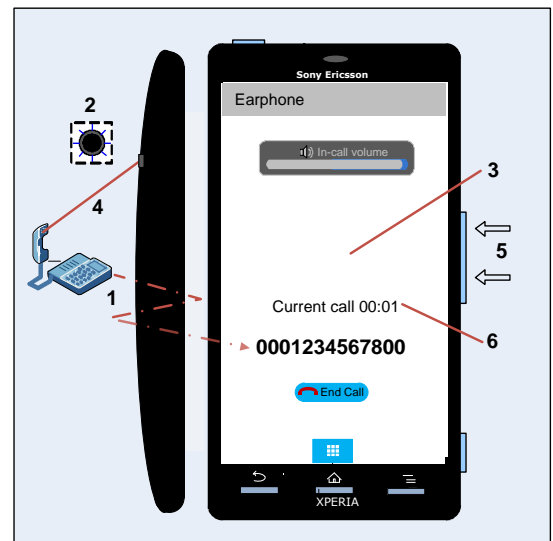 Sony Ericsson
Earphone
In-call volume
2
3
4
5
1
Current call 00:01
6
0001234567800
End Call
XPERIA